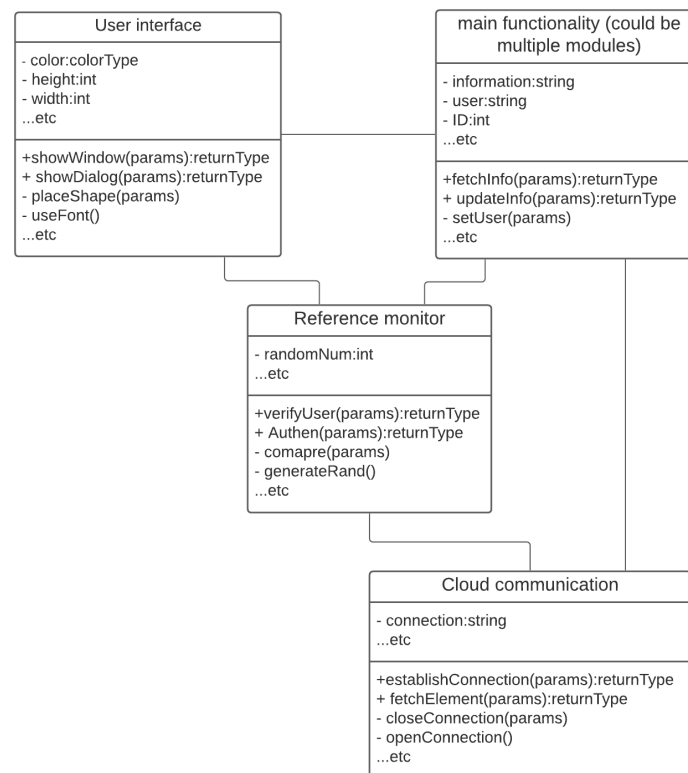 User interface
- color:colorType
- height:int
- width:int
...etc
+showWindow(params):returnType
+ showDialog(params):returnType
- placeShape(params)
- useFont()
...etc
main functionality (could be
multiple modules)
- information:string
- user:string
- ID:int
...etc
+fetchInfo(params):returnType
+ updateInfo(params):returnType
- setUser(params)
...etc
Reference monitor
- randomNum:int
...etc
+verifyUser(params):returnType
+ Authen(params):returnType
- comapre(params)
- generateRand()
...etc
Cloud communication
- connection:string
...etc
+establishConnection(params):returnType
+ fetchElement(params):returnType
- closeConnection(params)
- openConnection()
...etc